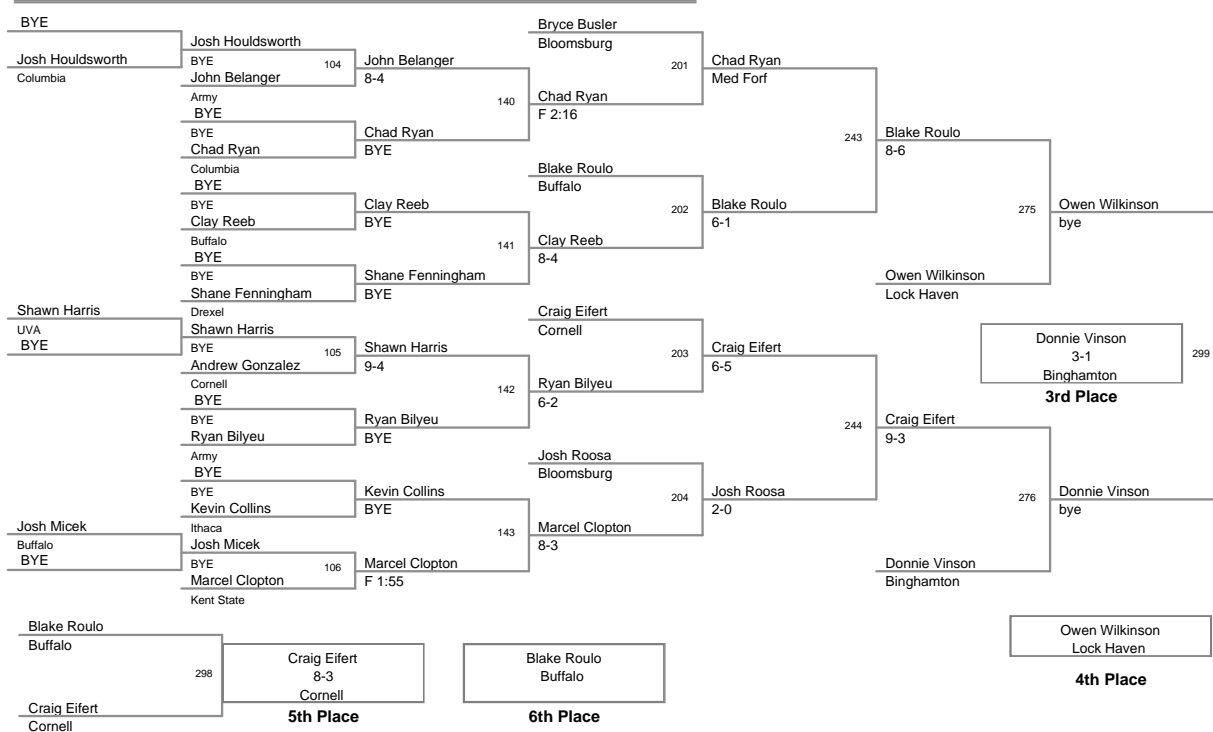 BYE
Josh Houldsworth
Columbia
Shawn Harris
UVA
BYE
Josh Micek
Buffalo
BYE
Josh Houldsworth
BYE
104
John Belanger
Army
BYE
BYE
Chad Ryan
Columbia
BYE
BYE
Clay Reeb
Buffalo
BYE
BYE
Shane Fenningham
Drexel
Shawn Harris
BYE
105
Andrew Gonzalez
Cornell
BYE
BYE
Ryan Bilyeu
Army
BYE
BYE
Kevin Collins
Ithaca
Josh Micek
BYE
106
Marcel Clopton
Kent State
John Belanger
8-4
140
Chad Ryan
BYE
Clay Reeb
BYE
141
Shane Fenningham
BYE
Shawn Harris
9-4
142
Ryan Bilyeu
BYE
Kevin Collins
BYE
143
Marcel Clopton
F 1:55
Bryce Busler
Bloomsburg
201
Chad Ryan
F 2:16
Blake Roulo
Buffalo
202
Clay Reeb
8-4
Craig Eifert
Cornell
203
Ryan Bilyeu
6-2
Josh Roosa
Bloomsburg
204
Marcel Clopton
8-3
Chad Ryan
Med Forf
243
Blake Roulo
6-1
Craig Eifert
6-5
244
Josh Roosa
2-0
Blake Roulo
8-6
275
Owen Wilkinson
Lock Haven
Craig Eifert
9-3
276
Donnie Vinson
Binghamton
Owen Wilkinson
bye
Donnie Vinson
3-1
Binghamton
299
3rd Place
Donnie Vinson
bye
Owen Wilkinson
Lock Haven
4th Place
Blake Roulo
Buffalo
298
Craig Eifert
Cornell
Craig Eifert
8-3
Cornell
5th Place
Blake Roulo
Buffalo
6th Place